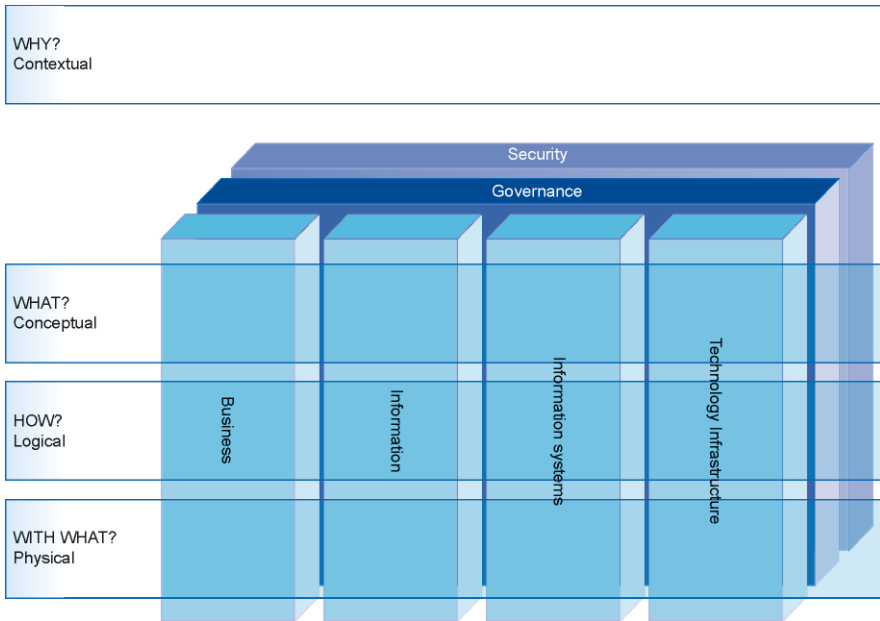 WHY?
Contextual
Security
Governance
WHAT?
Conceptual
HOW?
Logical
WITH WHAT?
Physical
Business
Information
Information systems
Technology Infrastructure